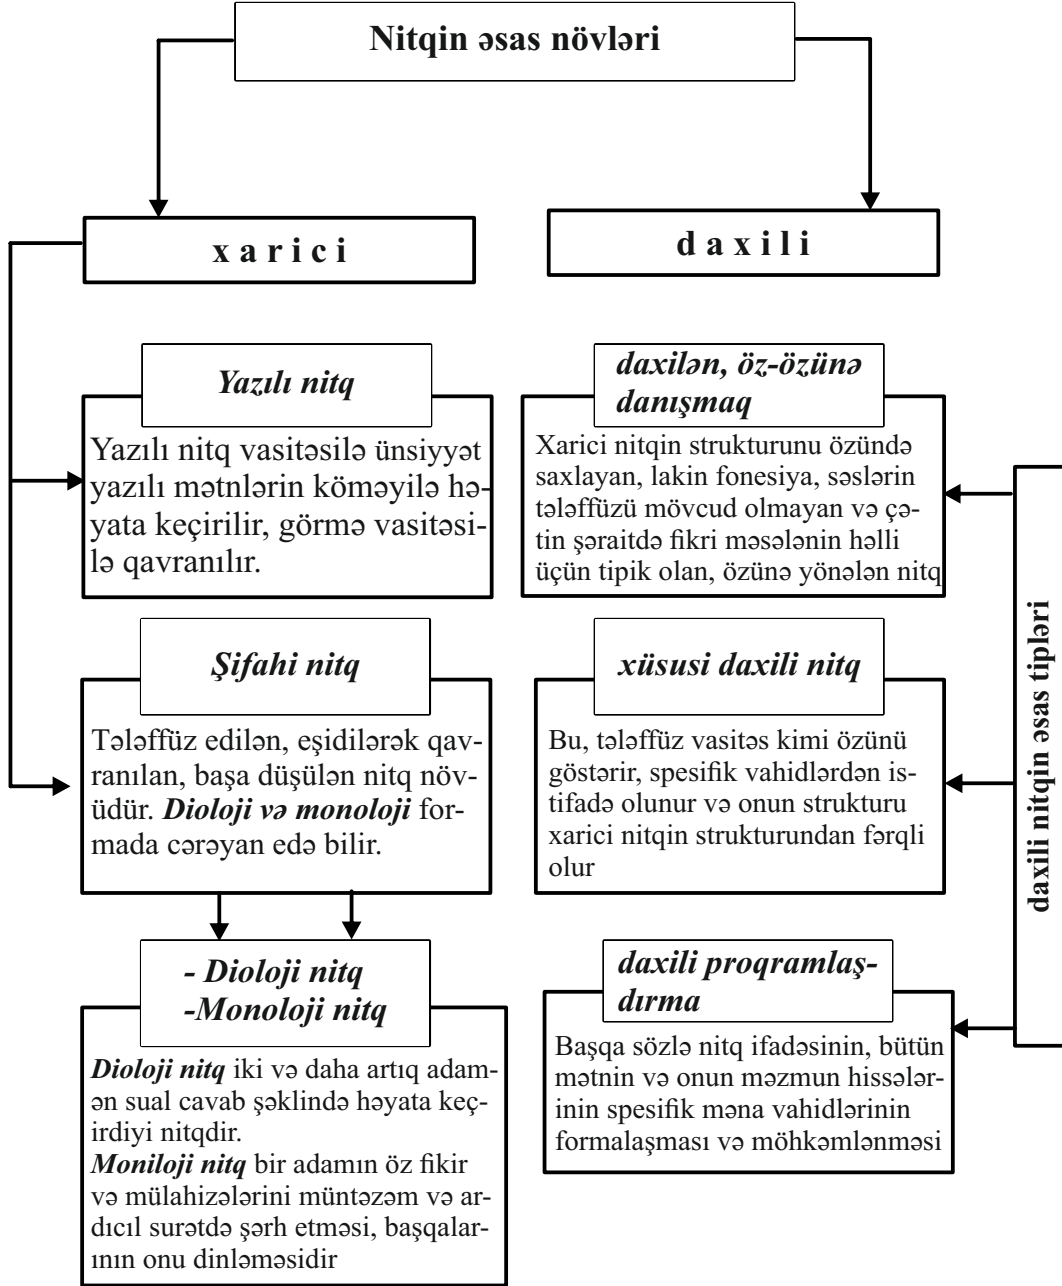 Nitqin əsas növləri
x a r i c i
d a x i l i
Yazılı nitq
Yazılı nitq vasitəsilə ünsiyyət
yazılı mətnlərin köməyilə hə-
yata keçirilir, görmə vasitəsi-
lə qavranılır.
Şifahi nitq
Tələffüz edilən, eşidilərək qav-
ranılan, başa düşülən nitq növ-
üdür. Dioloji və monoloji for-
mada cərəyan edə bilir.
- Dioloji nitq
-Monoloji nitq
Dioloji nitq iki və daha artıq adam-
ən sual cavab şəklində həyata keç-
irdiyi nitqdir.
Moniloji nitq bir adamın öz fikir
və mülahizələrini müntəzəm və ar-
dıcıl surətdə şərh etməsi, başqalar-
ının onu dinləməsidir
daxilən, öz-özünə
danışmaq
Xarici nitqin strukturunu özündə
saxlayan, lakin fonesiya, səslərin
tələffüzü mövcud olmayan və çə-
tin şəraitdə fikri məsələnin həlli
üçün tipik olan, özünə yönələn nitq
xüsusi daxili nitq
Bu, tələffüz vasitəs kimi özünü
göstərir, spesifik vahidlərdən is-
tifadə olunur və onun strukturu
xarici nitqin strukturundan fərqli
olur
daxili proqramlaş-
dırma
Başqa sözlə nitq ifadəsinin, bütün
mətnin və onun məzmun hissələr-
inin spesifik məna vahidlərinin
formalaşması və möhkəmlənməsi
daxili nitqin əsas tipləri